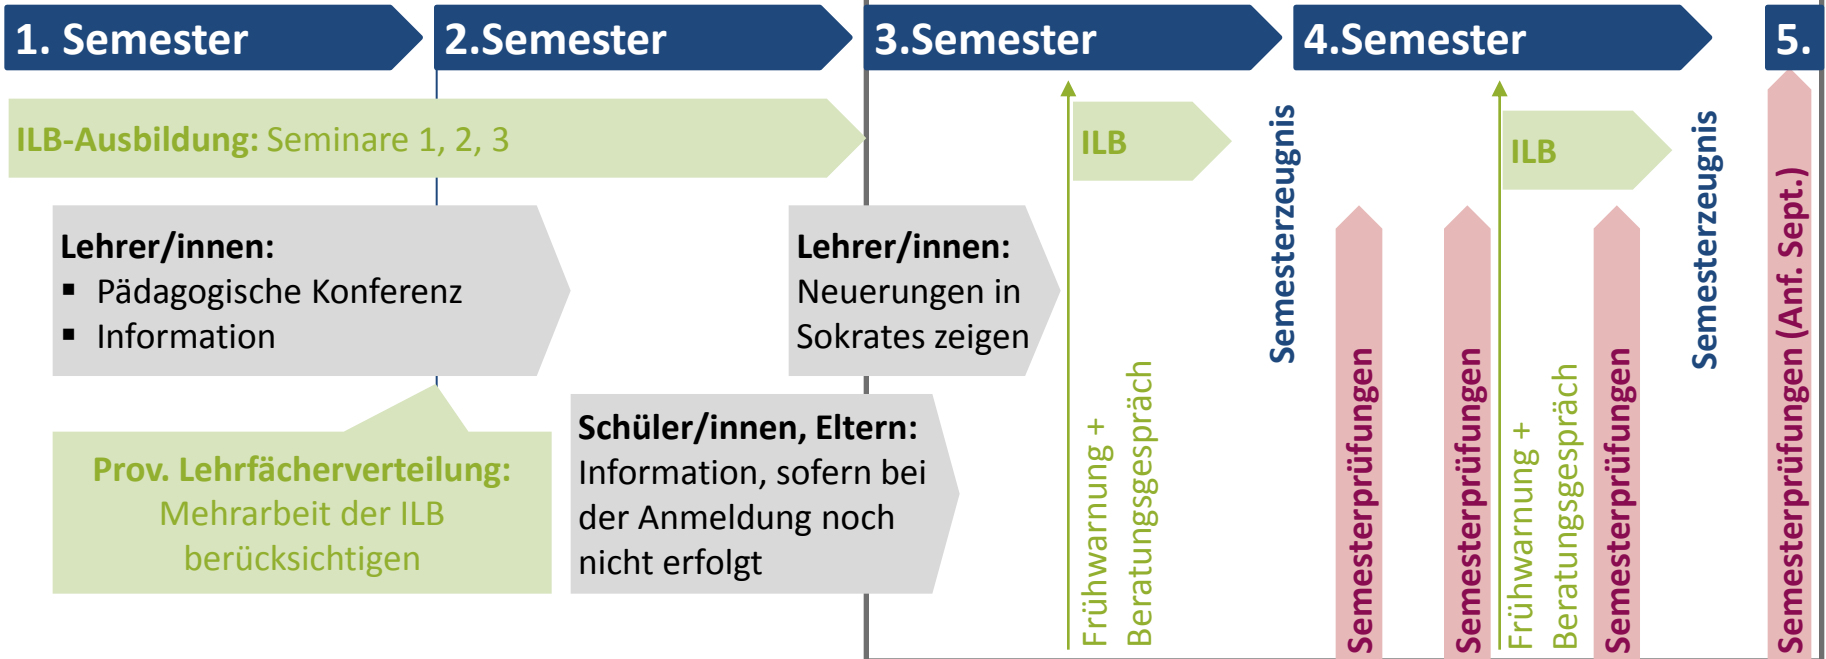 1. Semester
2.Semester
3.Semester
4.Semester
5.
ILB-Ausbildung: Seminare 1, 2, 3
ILB
ILB
Lehrer/innen:
▪ Pädagogische Konferenz
▪ Information
Lehrer/innen:
Neuerungen in
Sokrates zeigen
Prov. Lehrfächerverteilung:
Mehrarbeit der ILB
berücksichtigen
Schüler/innen, Eltern:
Information, sofern bei
der Anmeldung noch
nicht erfolgt
Frühwarnung +
Beratungsgespräch
Semesterzeugnis
Semesterprüfungen
Semesterprüfungen
Frühwarnung +
Beratungsgespräch
Semesterprüfungen
Semesterzeugnis
Semesterprüfungen (Anf. Sept.)